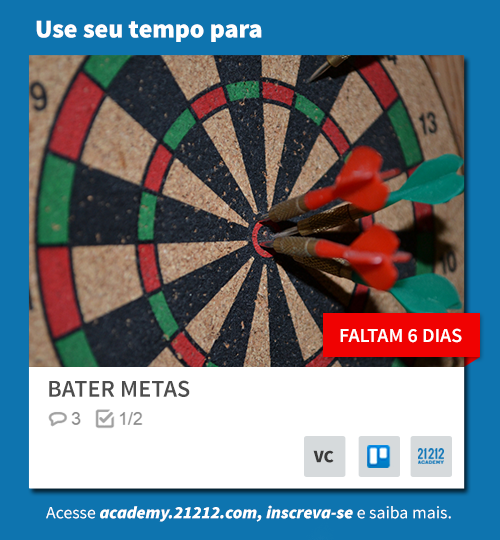 Use seu tempo para
9
13
10
FALTAM 6 DIAS
BATER METAS
3 1/2
VC
21212
ACADEMY
Acesse academy.21212.com, inscreva-se e saiba mais.